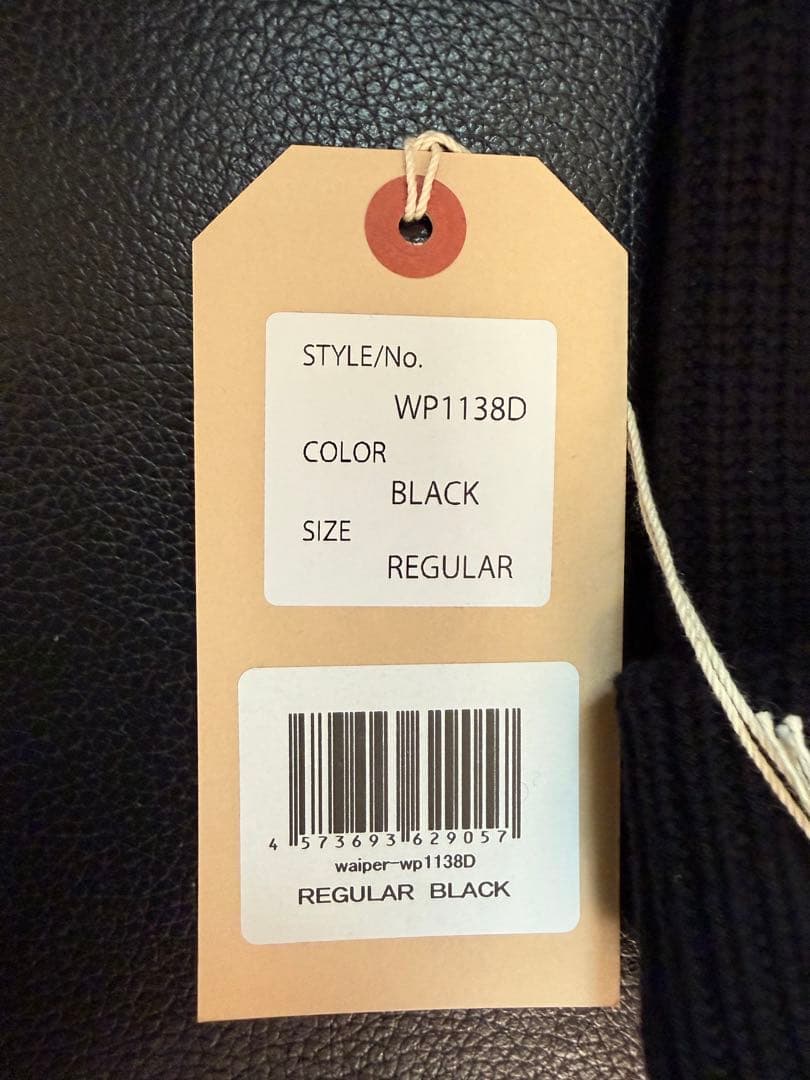 STYLE/No.
WP1138D
COLOR
BLACK
SIZE
REGULAR
4 573693 629057
waiper-wp1138D
REGULAR BLACK